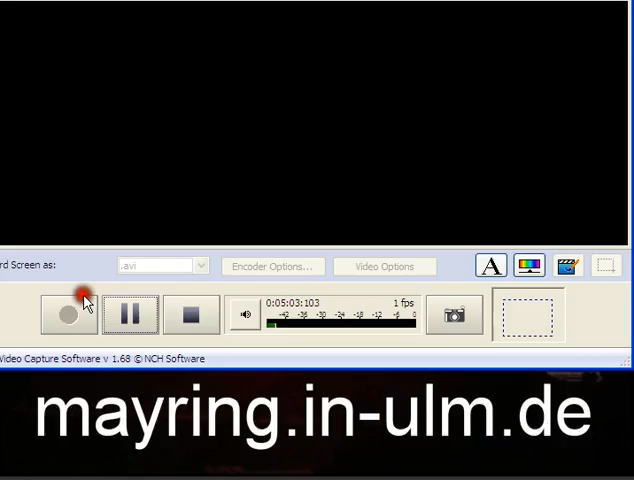 rd Screen as:
.avi
Encoder Options...
Video Options
A
0:05:03:103
1 fps
-42 -36 -30 -24 -18 -12 -6 0
Video Capture Software v 1.68 © NCH Software
mayring.in-ulm.de